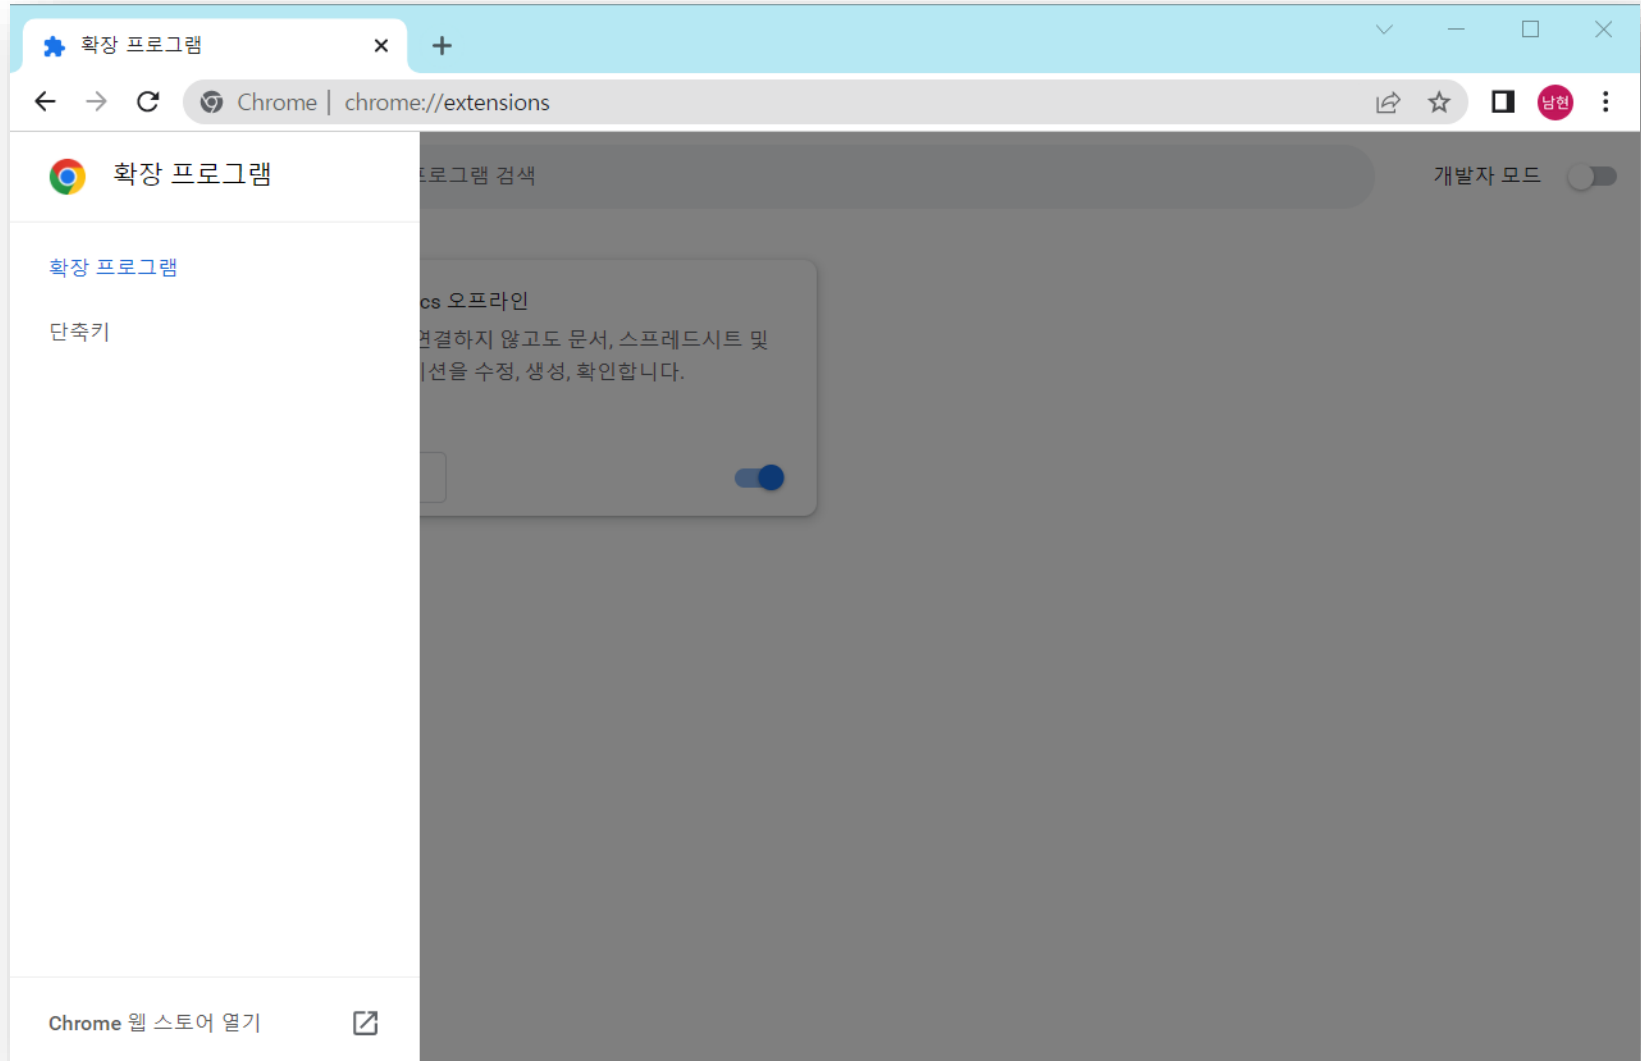 확장 프로그램
Chrome | chrome://extensions
남현
확장 프로그램
프로그램 검색
개발자 모드
확장 프로그램
단축키
cs 오프라인
연결하지 않고도 문서, 스프레드시트 및
이션을 수정, 생성, 확인합니다.
Chrome 웹 스토어 열기